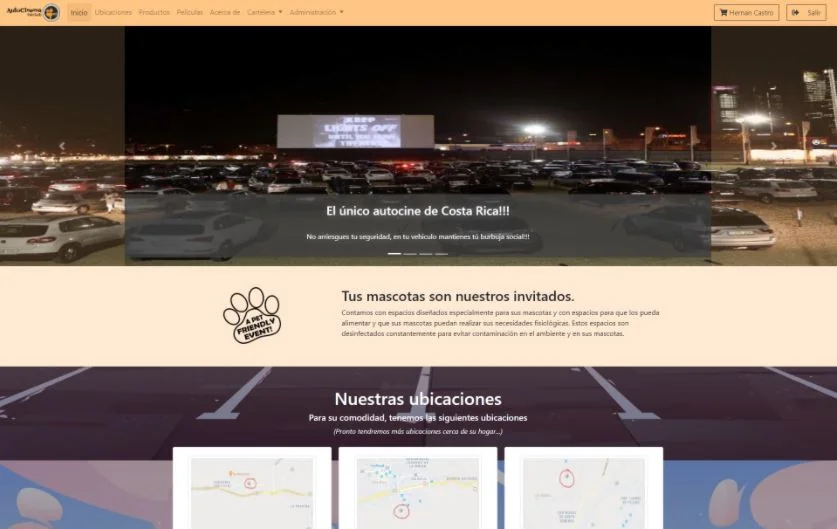 AutoCinema
Inicio Ubicaciones Productos Películas Acerca de Cartelera Administración
Hernan Castro
Salir
KEEP
LIGHTS OFF
UNTIL YOU
El único autocine de Costa Rica!!!
No arriesgues tu seguridad, en tu vehículo mantienes tú burbuja social!!!
A PET
FRIENDLY
EVENT!
Tus mascotas son nuestros invitados.
Contamos con espacios diseñados especialmente para sus mascotas y con espacios para que los pueda
alimentar y que sus mascotas puedan realizar sus necesidades fisiológicas. Estos espacios son
desinfectados constantemente para evitar contaminación en el ambiente y en sus mascotas.
Nuestras ubicaciones
Para su comodidad, tenemos las siguientes ubicaciones
(Pronto tendremos más ubicaciones cerca de su hogar...)